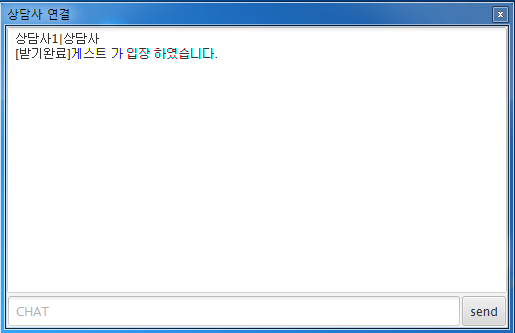 상담사 연결
x
상담사1|상담사
[받기완료]게스트 가 입장 하였습니다.
CHAT
send